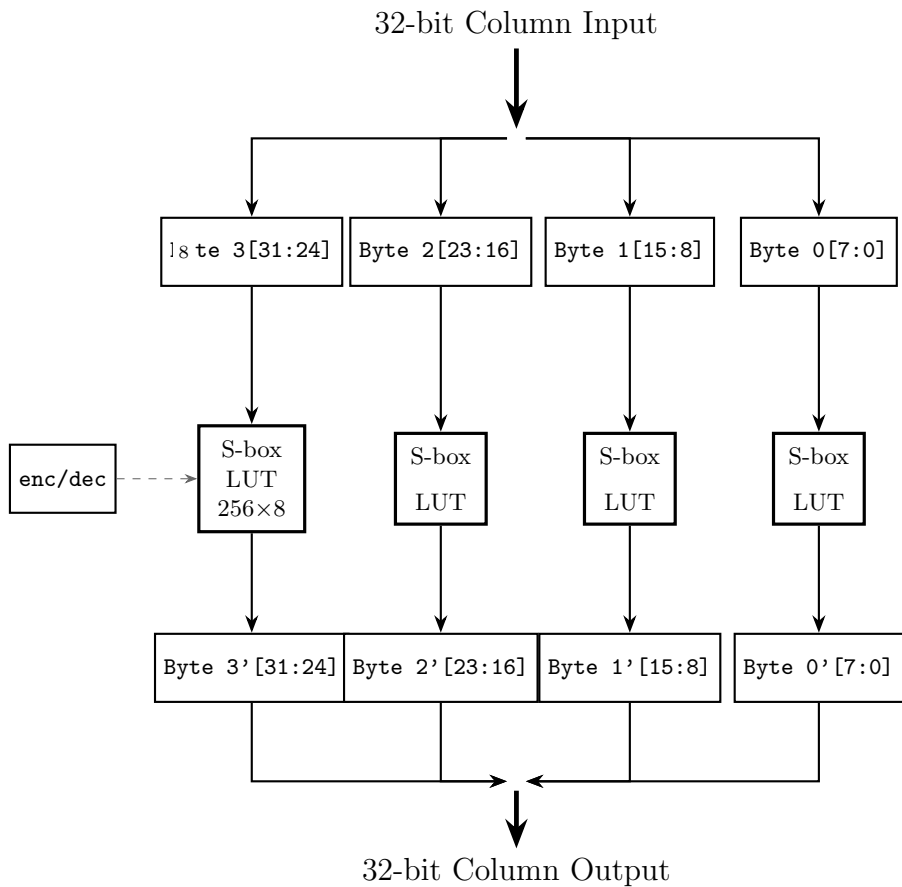 32-bit Column Input
8
te 3[31:24]
Byte 2[23:16]
Byte 1[15:8]
Byte 0[7:0]
enc/dec
S-box
LUT
256×8
S-box
LUT
S-box
LUT
S-box
LUT
Byte 3'[31:24]
Byte 2'[23:16]
Byte 1'[15:8]
Byte 0'[7:0]
32-bit Column Output